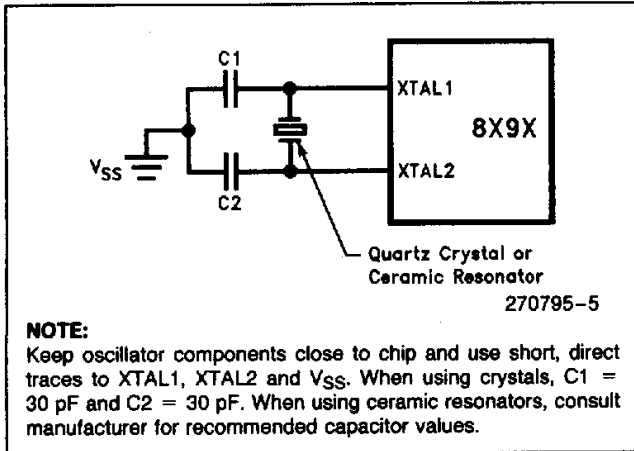 C1
XTAL1
8X9X
VSS
XTAL2
C2
Quartz Crystal or
Ceramic Resonator
270795-5
NOTE:
Keep oscillator components close to chip and use short, direct
traces to XTAL1, XTAL2 and VSS. When using crystals, C1 =
30 pF and C2 = 30 pF. When using ceramic resonators, consult
manufacturer for recommended capacitor values.